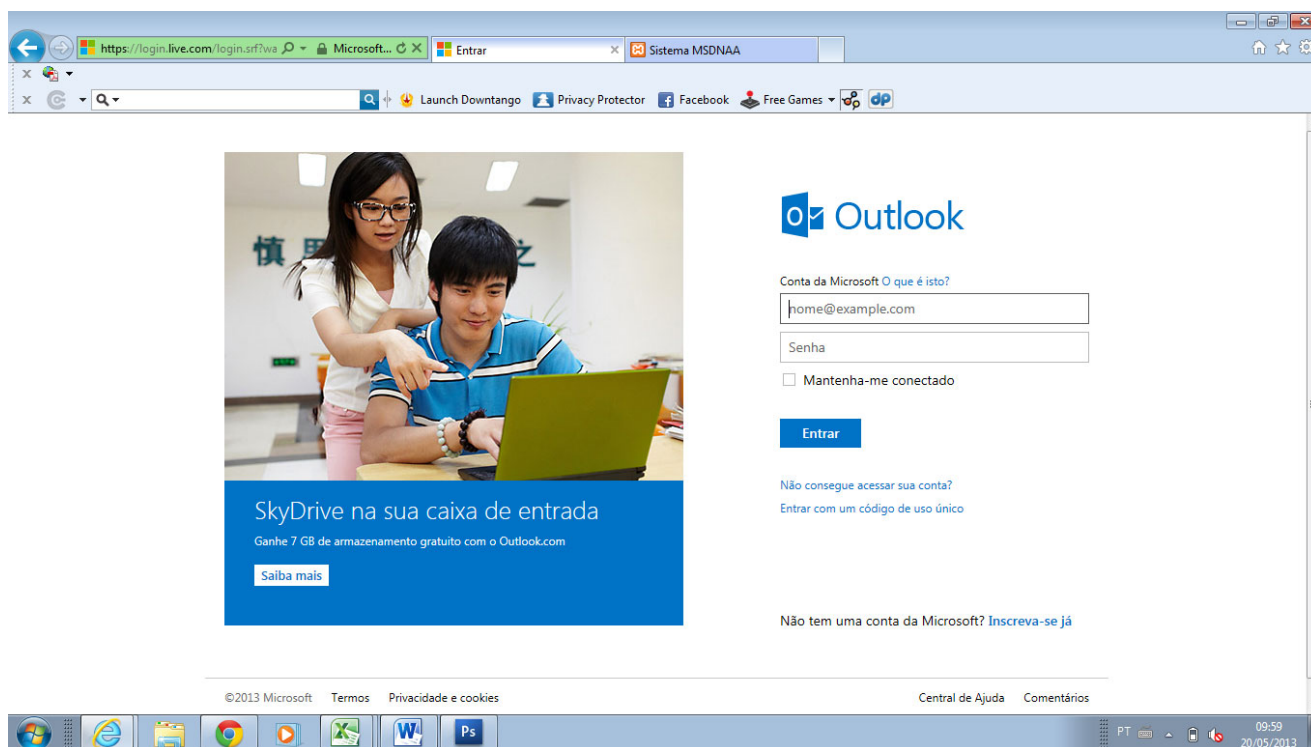 https://login.live.com/login.srf?wa
Microsoft...
Entrar
Sistema MSDNAA
Launch Downtango
Privacy Protector
Facebook
Free Games
dp
慎
之
Outlook
Conta da Microsoft O que é isto?
nome@example.com
Senha
Mantenha-me conectado
Entrar
Não consegue acessar sua conta?
Entrar com um código de uso único
SkyDrive na sua caixa de entrada
Ganhe 7 GB de armazenamento gratuito com o Outlook.com
Saiba mais
Não tem uma conta da Microsoft? Inscreva-se já
©2013 Microsoft Termos Privacidade e cookies
Central de Ajuda Comentários
Ps
PT
09:59
20/05/2013